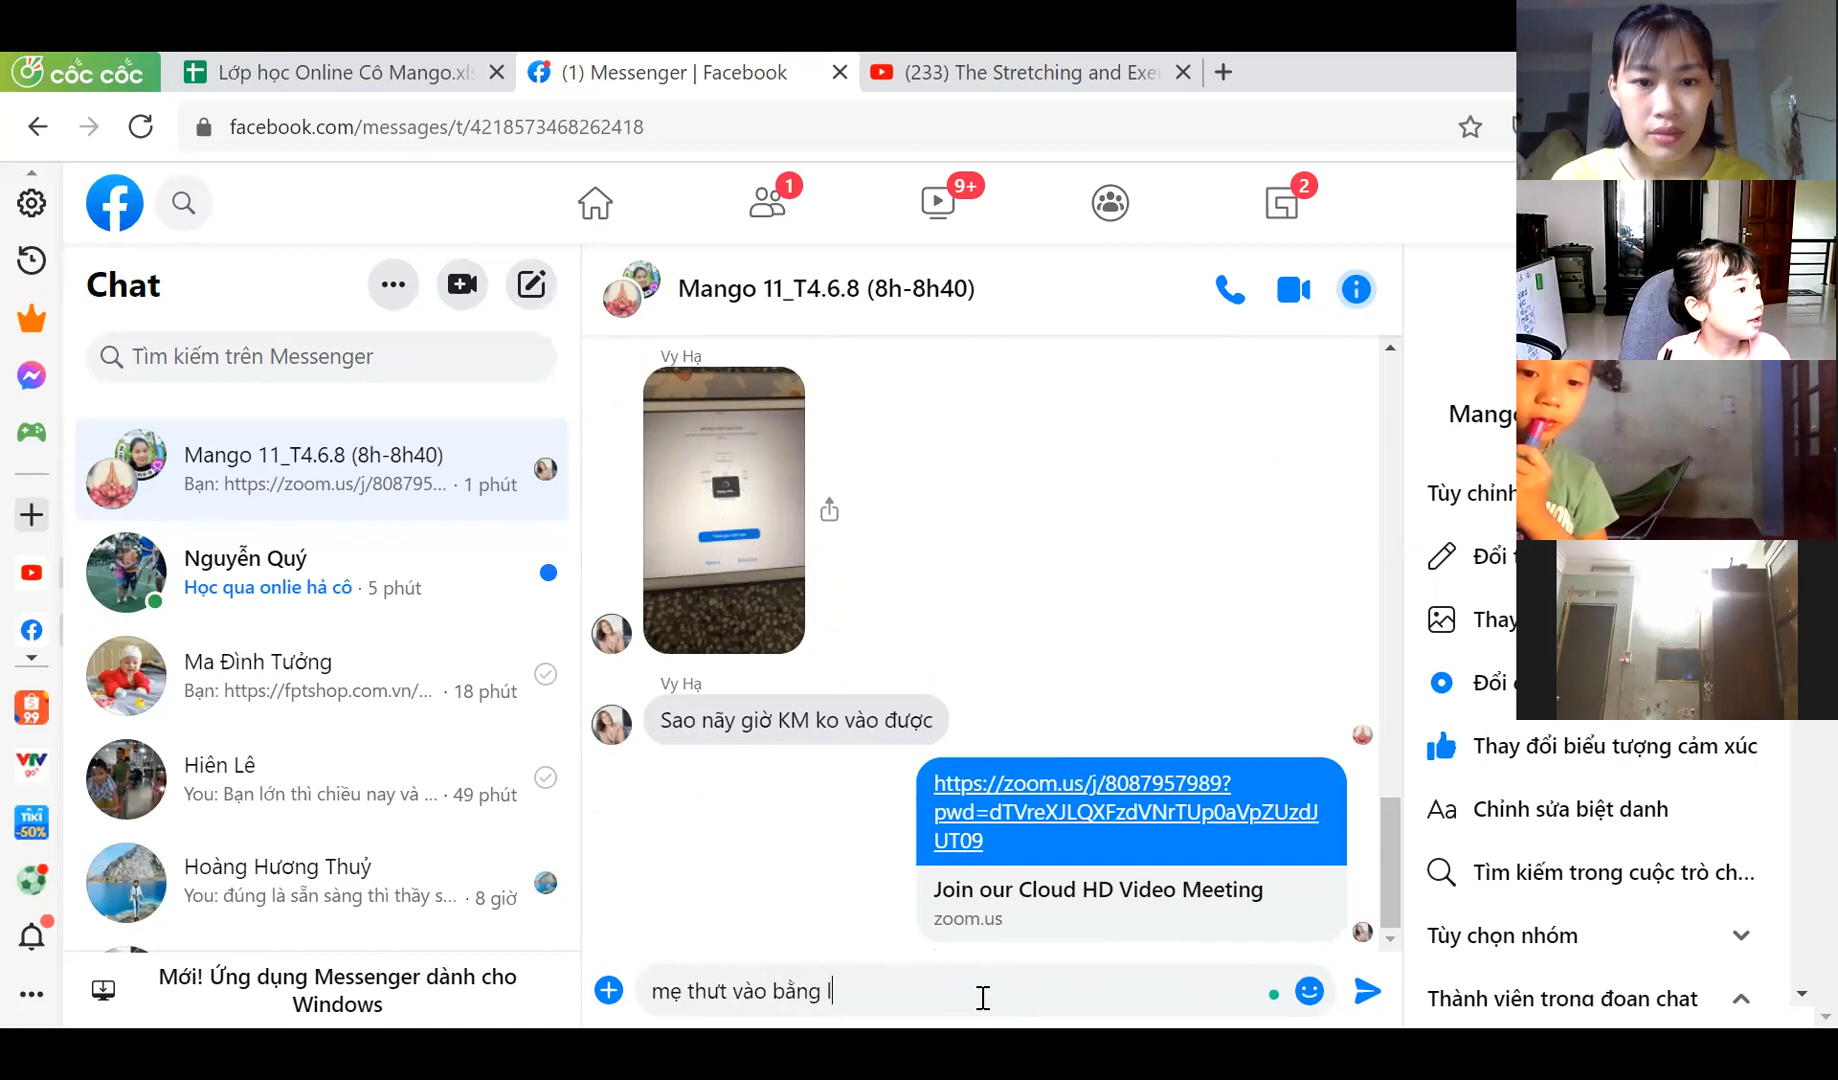 cốc cốc
Lớp học Online Cô Mango.xls
(1) Messenger | Facebook
(233) The Stretching and Exe
facebook.com/messages/t/4218573468262418
1
9+
2
Chat
Tìm kiếm trên Messenger
Mango 11_T4.6.8 (8h-8h40)
Bạn: https://zoom.us/j/808795... · 1 phút
Nguyễn Quý
Học qua onlie hả cô · 5 phút
Ma Đình Tưởng
Bạn: https://fptshop.com.vn/... · 18 phút
Hiên Lê
You: Bạn lớn thì chiều nay và ... · 49 phút
Hoàng Hương Thuỷ
You: đúng là sẵn sàng thì thầy s... · 8 giờ
Mới! Ứng dụng Messenger dành cho
Windows
9.9
VTV
go
TIKI
-50%
Mango 11_T4.6.8 (8h-8h40)
Vy Hạ
Vy Hạ
Sao nãy giờ KM ko vào được
https://zoom.us/j/8087957989?
pwd=dTVreXJLQXFzdVNrTUp0aVpZUzdJ
UT09
Join our Cloud HD Video Meeting
zoom.us
mẹ thưt vào bằng l
Mango
Tùy chỉnh
Đổi
Thay
Đổi
Thay đổi biểu tượng cảm xúc
Aa Chỉnh sửa biệt danh
Tìm kiếm trong cuộc trò ch...
Tùy chọn nhóm
Thành viên trong đoạn chat